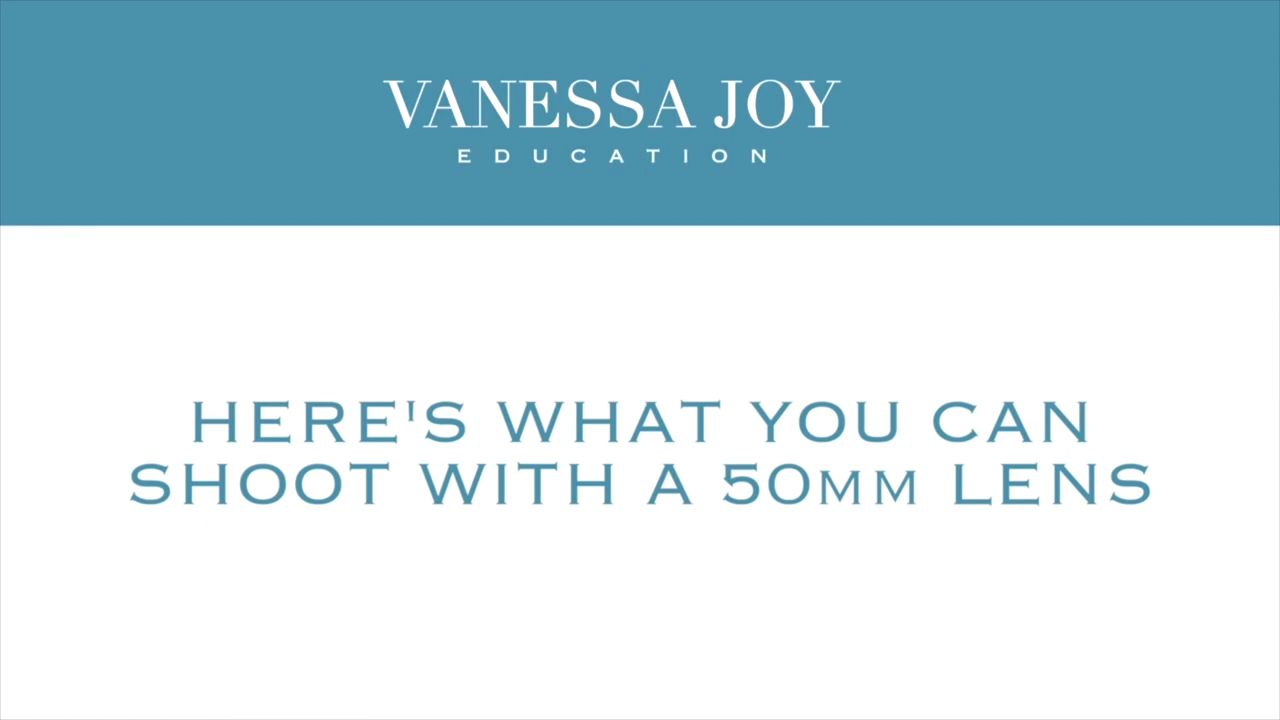 VANESSA JOY
EDUCATION
HERE'S WHAT YOU CAN
SHOOT WITH A 50MM LENS